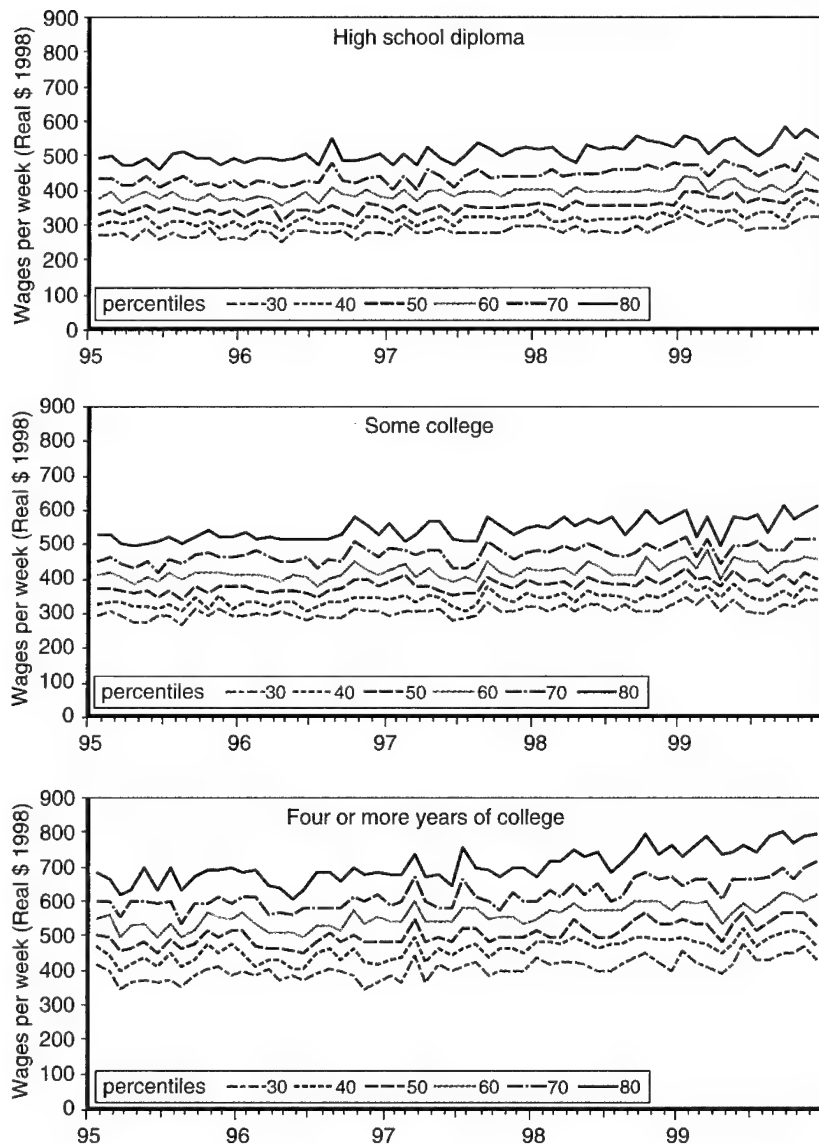 High school diploma
Wages per week (Real $ 1998)
900
800
700
600
500
400
300
200
100
0
percentiles 30 40 50 60 70 80
95 96 97 98 99
Some college
Wages per week (Real $ 1998)
900
800
700
600
500
400
300
200
100
0
percentiles 30 40 50 60 70 80
95 96 97 98 99
Four or more years of college
Wages per week (Real $ 1998)
900
800
700
600
500
400
300
200
100
0
percentiles 30 40 50 60 70 80
95 96 97 98 99